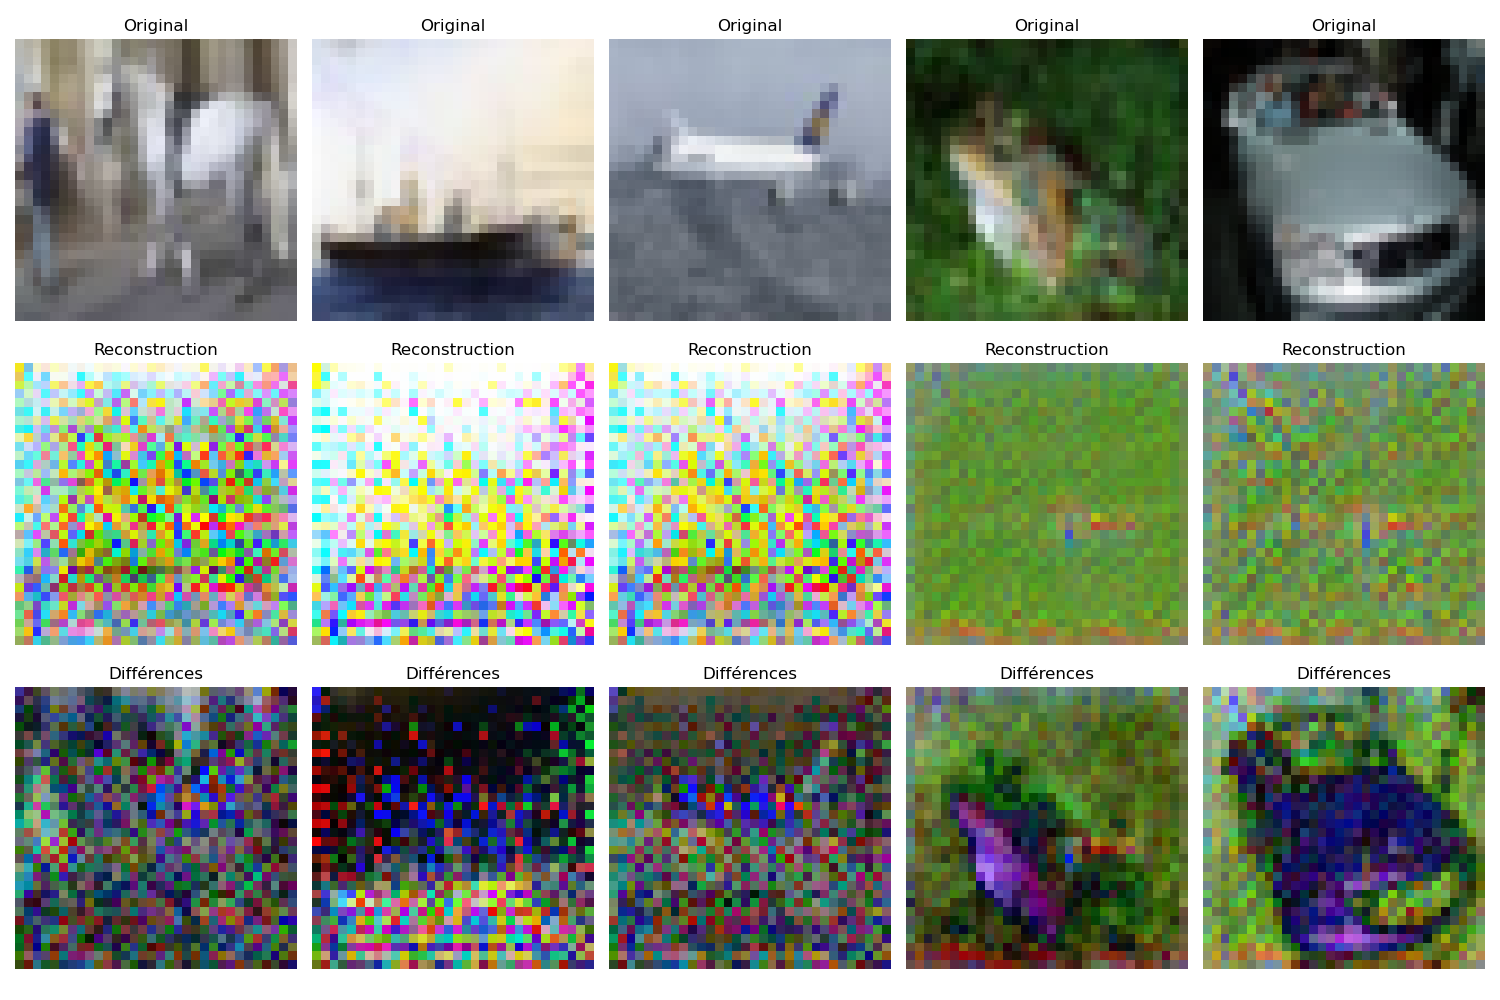 Original Original Original Original Original
Reconstruction Reconstruction Reconstruction Reconstruction Reconstruction
Différences Différences Différences Différences Différences